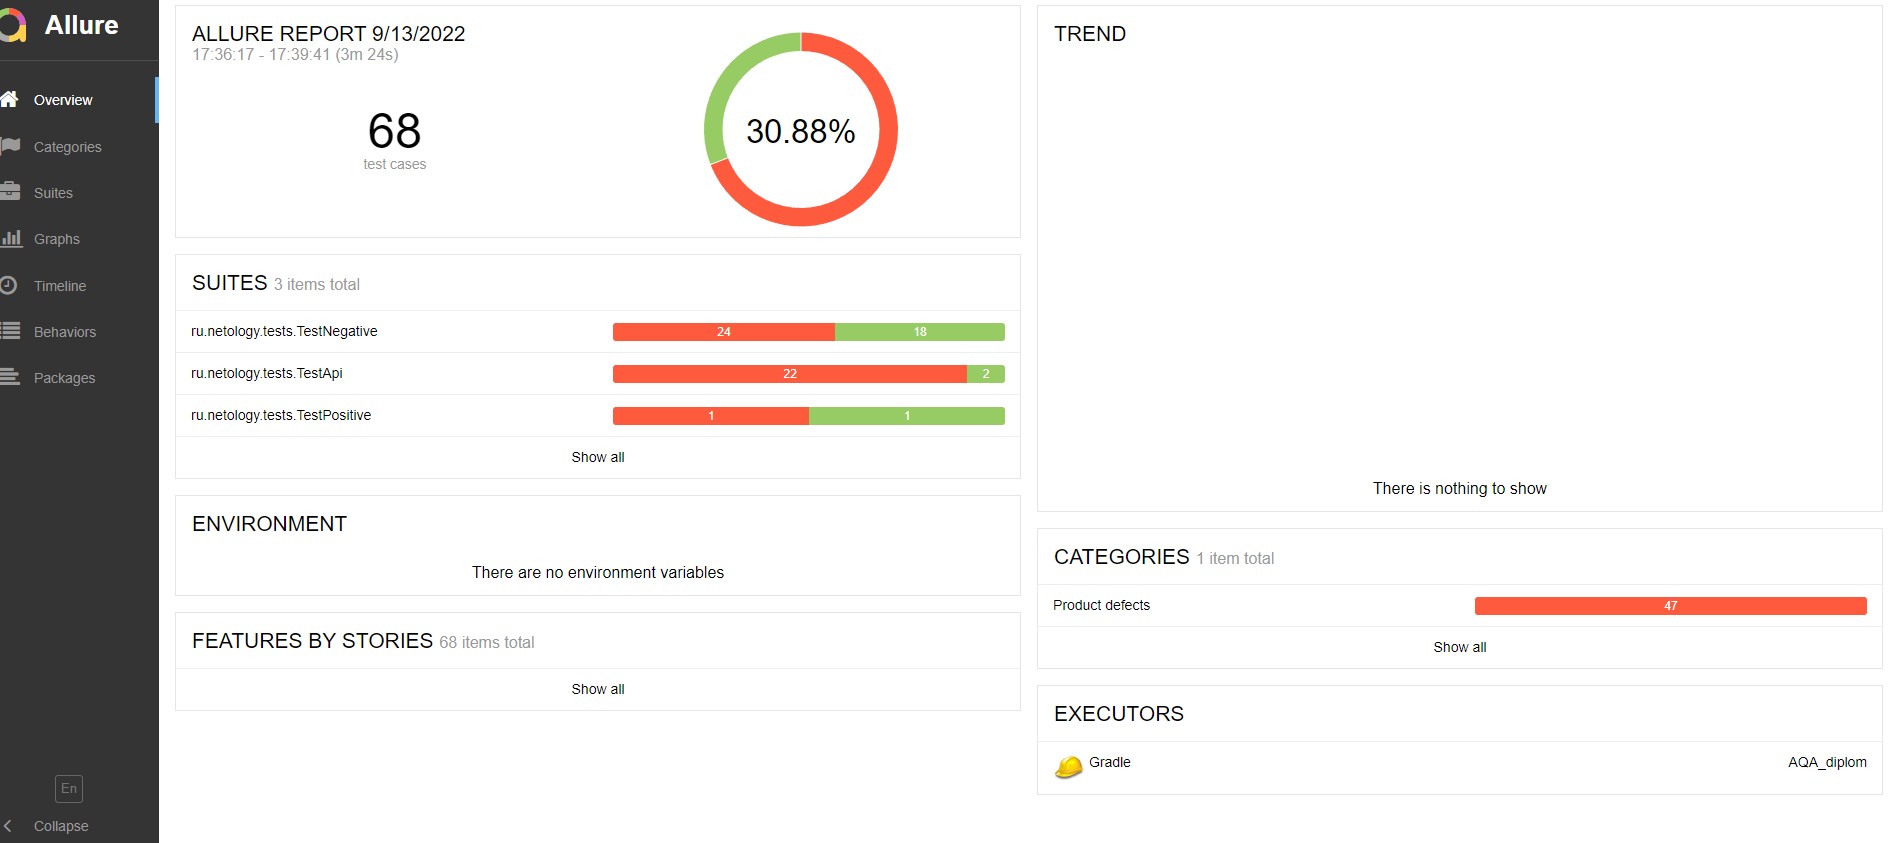 Allure
Overview
Categories
Suites
Graphs
Timeline
Behaviors
Packages
En
Collapse
ALLURE REPORT 9/13/2022
17:36:17 - 17:39:41 (3m 24s)
68
test cases
30.88%
SUITES 3 items total
ru.netology.tests.TestNegative 24 18
ru.netology.tests.TestApi 22 2
ru.netology.tests.TestPositive 1 1
Show all
ENVIRONMENT
There are no environment variables
FEATURES BY STORIES 68 items total
Show all
TREND
There is nothing to show
CATEGORIES 1 item total
Product defects 47
Show all
EXECUTORS
Gradle AQA_diplom